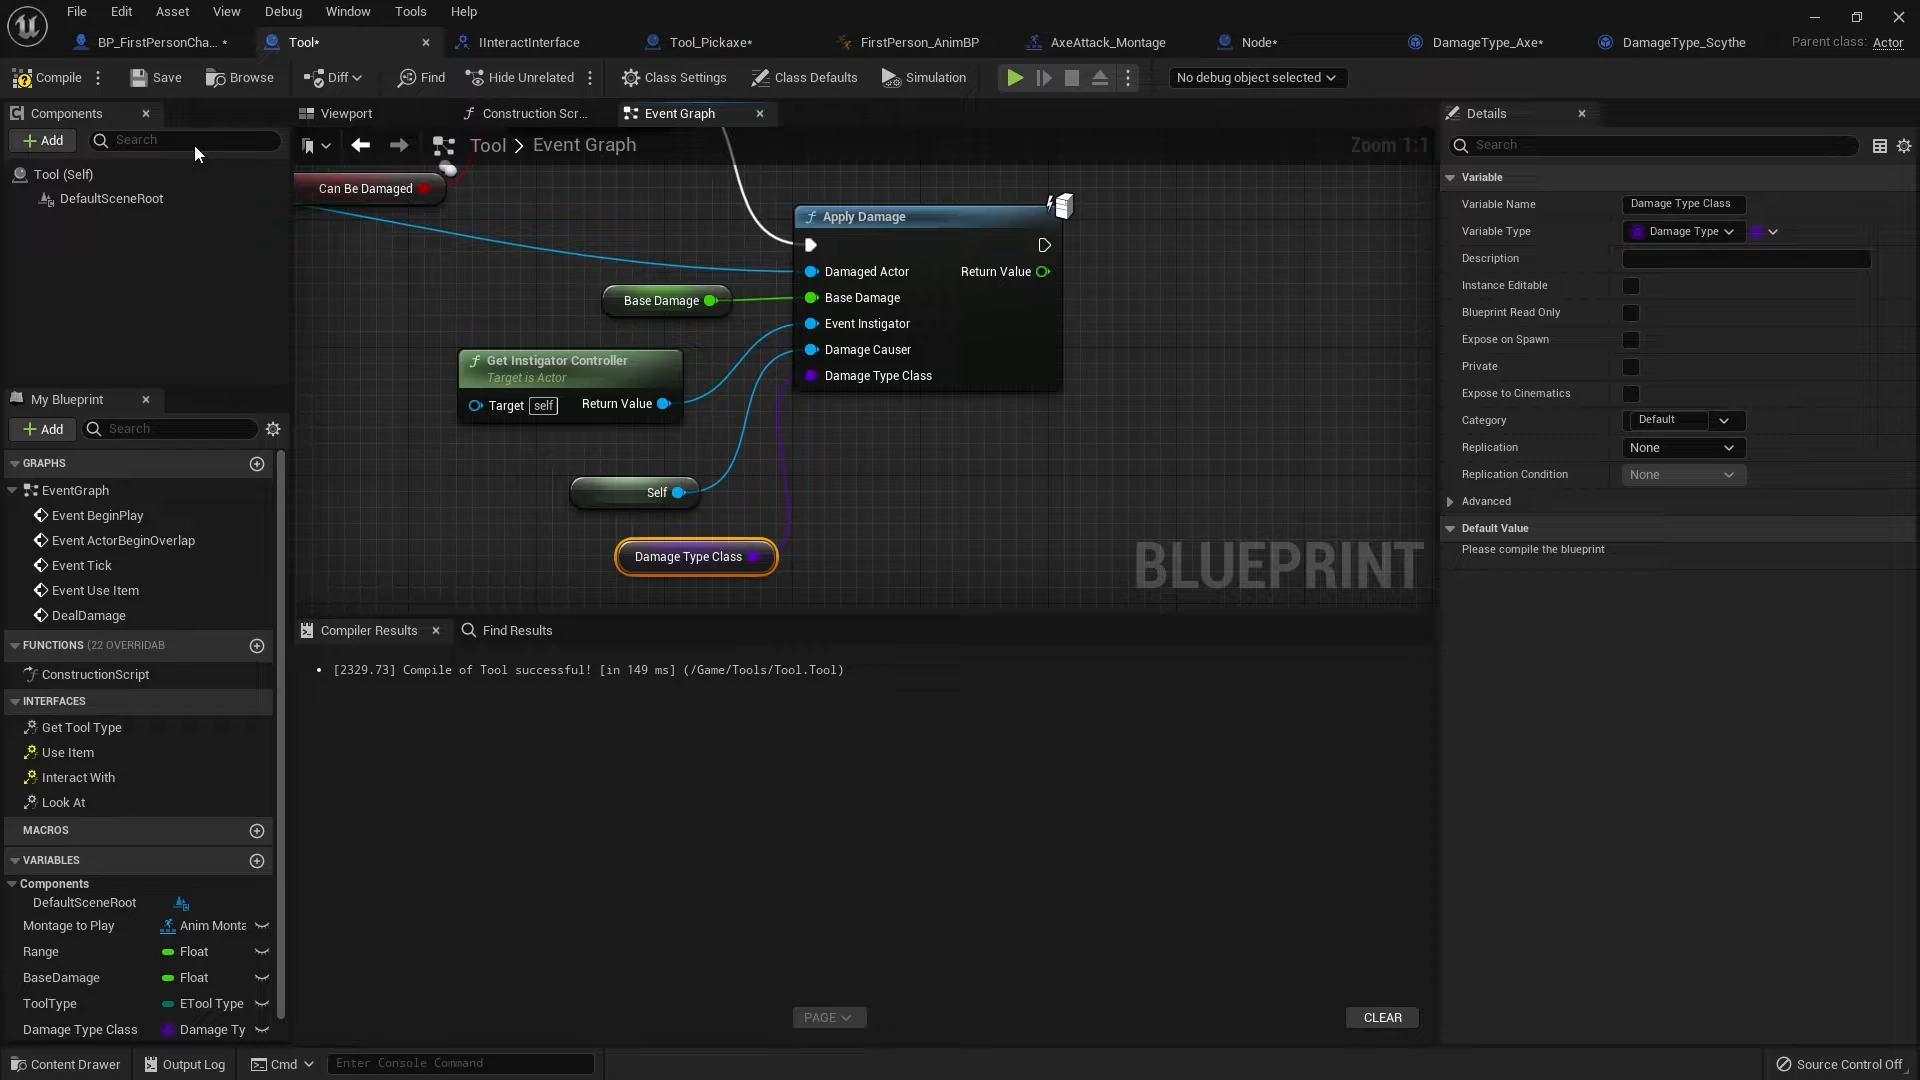 File Edit Asset View Debug Window Tools Help
BP_FirstPersonCha... * Tool* IInteractInterface Tool_Pickaxe* FirstPerson_AnimBP AxeAttack_Montage Node* DamageType_Axe* DamageType_Scythe Parent class: Actor
Compile Save Browse Diff Find Hide Unrelated Class Settings Class Defaults Simulation No debug object selected
Components
Add Search
Tool (Self)
DefaultSceneRoot
My Blueprint
Add Search
GRAPHS
EventGraph
Event BeginPlay
Event ActorBeginOverlap
Event Tick
Event Use Item
DealDamage
FUNCTIONS (22 OVERRIDAB
ConstructionScript
INTERFACES
Get Tool Type
Use Item
Interact With
Look At
MACROS
VARIABLES
Components
DefaultSceneRoot
Montage to Play Anim Monta
Range Float
BaseDamage Float
ToolType ETool Type
Damage Type Class Damage Ty
Viewport Construction Scr... Event Graph
Tool > Event Graph Zoom 1:1
Can Be Damaged
Apply Damage
Damaged Actor Return Value
Base Damage Base Damage
Event Instigator
Damage Causer
Damage Type Class
Get Instigator Controller
Target is Actor
Target self Return Value
Self
Damage Type Class
BLUEPRINT
Compiler Results Find Results
[2329.73] Compile of Tool successful! [in 149 ms] (/Game/Tools/Tool.Tool)
PAGE CLEAR
Details
Search
Variable
Variable Name Damage Type Class
Variable Type Damage Type
Description
Instance Editable
Blueprint Read Only
Expose on Spawn
Private
Expose to Cinematics
Category Default
Replication None
Replication Condition None
Advanced
Default Value
Please compile the blueprint
Content Drawer Output Log Cmd Enter Console Command Source Control Off